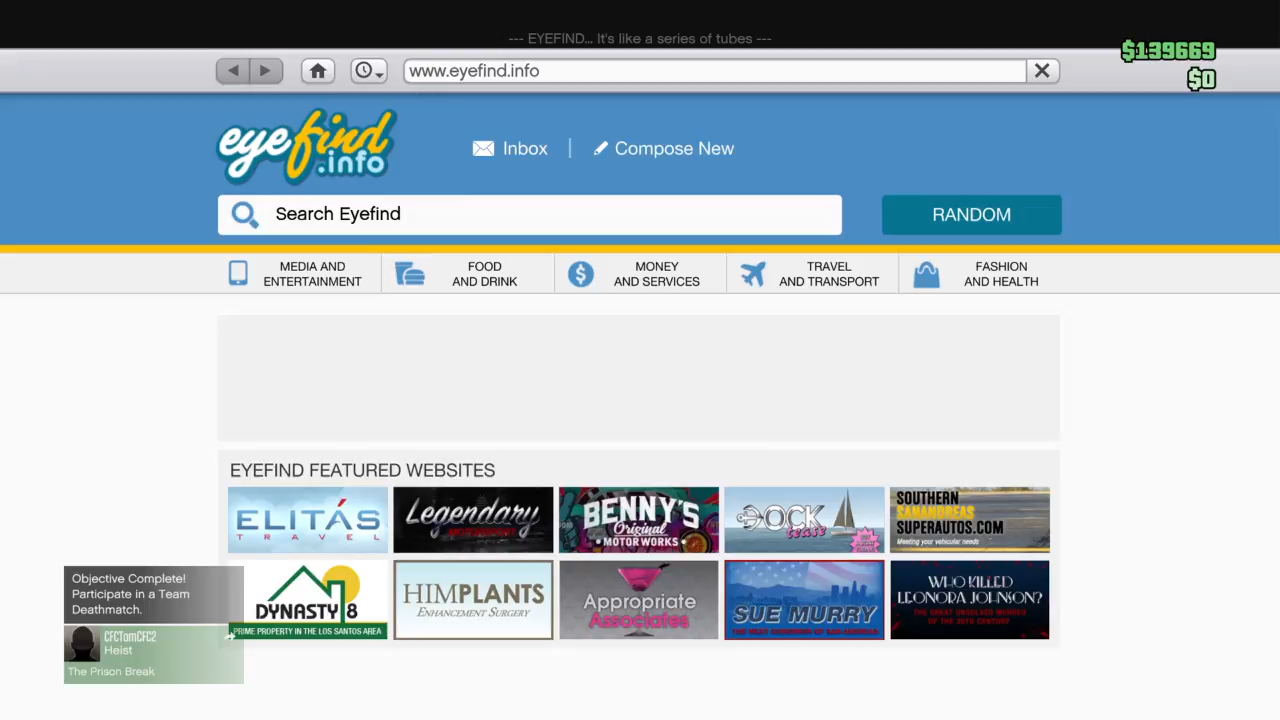 --- EYEFIND... It's like a series of tubes ---
$139669
www.eyefind.info
$0
eyefind
.info
Inbox
Compose New
Search Eyefind
RANDOM
MEDIA AND
ENTERTAINMENT
FOOD
AND DRINK
MONEY
AND SERVICES
TRAVEL
AND TRANSPORT
FASHION
AND HEALTH
EYEFIND FEATURED WEBSITES
ELITÁS
TRAVEL
Legendary
MOTORSPORT
BENNY'S
Original
MOTOR WORKS
DOCK
tease
SOUTHERN
SANANDREAS
SUPERAUTOS.COM
Meeting your vehicular needs
DYNASTY 8
PRIME PROPERTY IN THE LOS SANTOS AREA
HIMPLANTS
ENHANCEMENT SURGERY
Appropriate
Associates
SUE MURRY
WHO KILLED
LEONORA JOHNSON?
THE GREAT UNSOLVED MURDER
OF THE 20TH CENTURY
Objective Complete!
Participate in a Team
Deathmatch.
CFCTomCFC2
Heist
The Prison Break